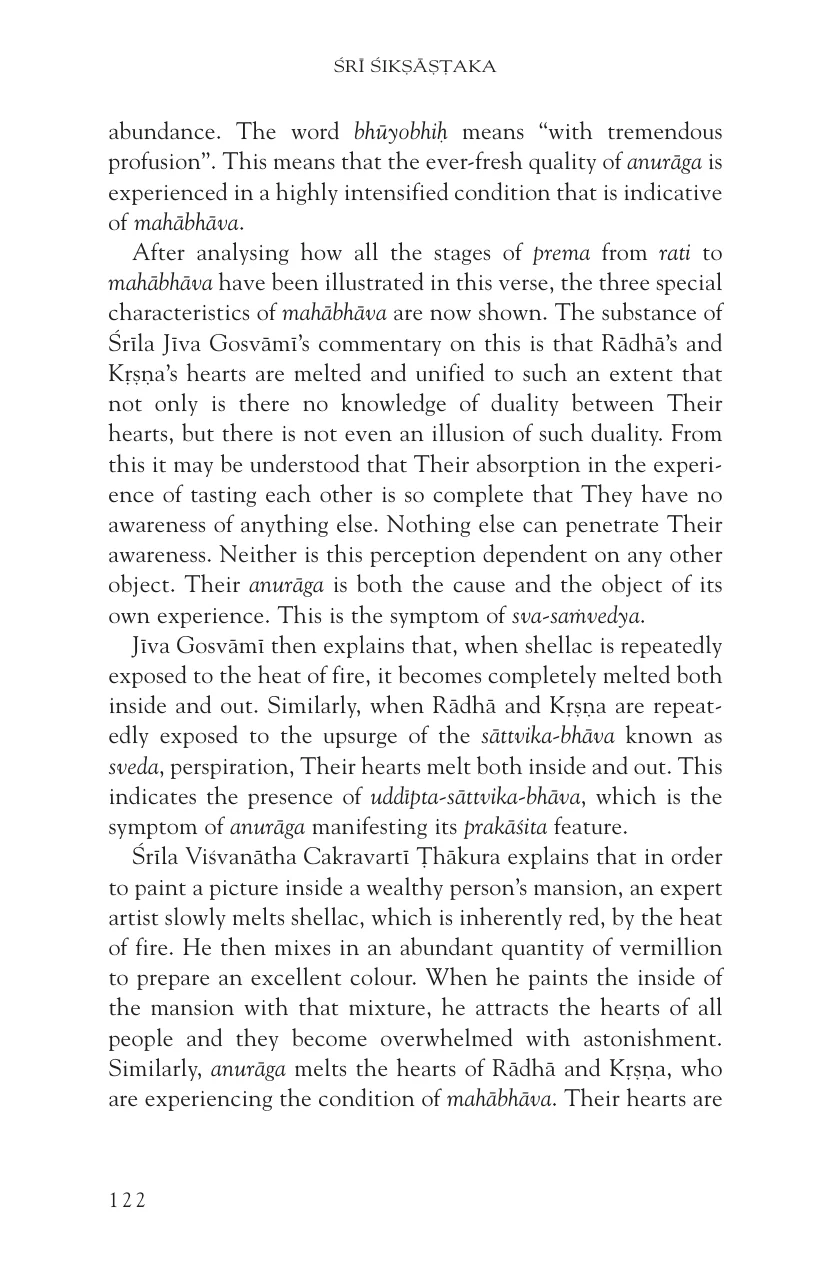 ŚRĪ ŚIKṢĀṢṬAKA
abundance. The word bhūyobhiḥ means “with tremendous
profusion”. This means that the ever-fresh quality of anurāga is
experienced in a highly intensified condition that is indicative
of mahābhāva.
After analysing how all the stages of prema from rati to
mahābhāva have been illustrated in this verse, the three special
characteristics of mahābhāva are now shown. The substance of
Śrīla Jīva Gosvāmī’s commentary on this is that Rādhā’s and
Kṛṣṇa’s hearts are melted and unified to such an extent that
not only is there no knowledge of duality between Their
hearts, but there is not even an illusion of such duality. From
this it may be understood that Their absorption in the experi-
ence of tasting each other is so complete that They have no
awareness of anything else. Nothing else can penetrate Their
awareness. Neither is this perception dependent on any other
object. Their anurāga is both the cause and the object of its
own experience. This is the symptom of sva-saṁvedya.
Jīva Gosvāmī then explains that, when shellac is repeatedly
exposed to the heat of fire, it becomes completely melted both
inside and out. Similarly, when Rādhā and Kṛṣṇa are repeat-
edly exposed to the upsurge of the sāttvika-bhāva known as
sveda, perspiration, Their hearts melt both inside and out. This
indicates the presence of uddīpta-sāttvika-bhāva, which is the
symptom of anurāga manifesting its prakāśita feature.
Śrīla Viśvanātha Cakravartī Ṭhākura explains that in order
to paint a picture inside a wealthy person’s mansion, an expert
artist slowly melts shellac, which is inherently red, by the heat
of fire. He then mixes in an abundant quantity of vermillion
to prepare an excellent colour. When he paints the inside of
the mansion with that mixture, he attracts the hearts of all
people and they become overwhelmed with astonishment.
Similarly, anurāga melts the hearts of Rādhā and Kṛṣṇa, who
are experiencing the condition of mahābhāva. Their hearts are
122